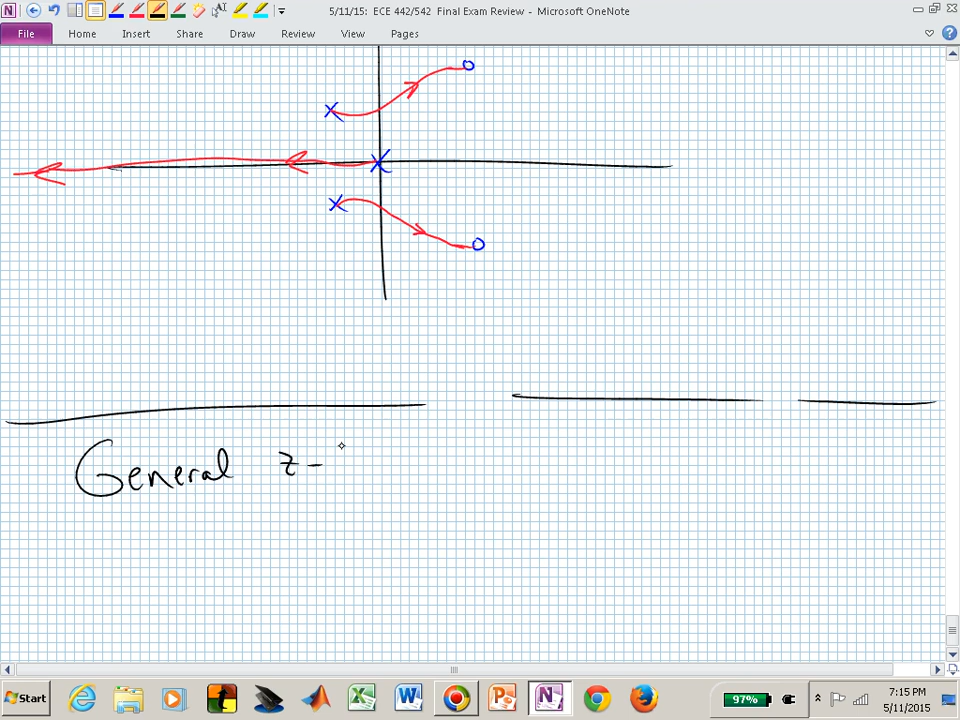 5/11/15: ECE 442/542 Final Exam Review - Microsoft OneNote
File Home Insert Share Draw Review View Pages
General z-
Start 97% 7:15 PM
5/11/2015